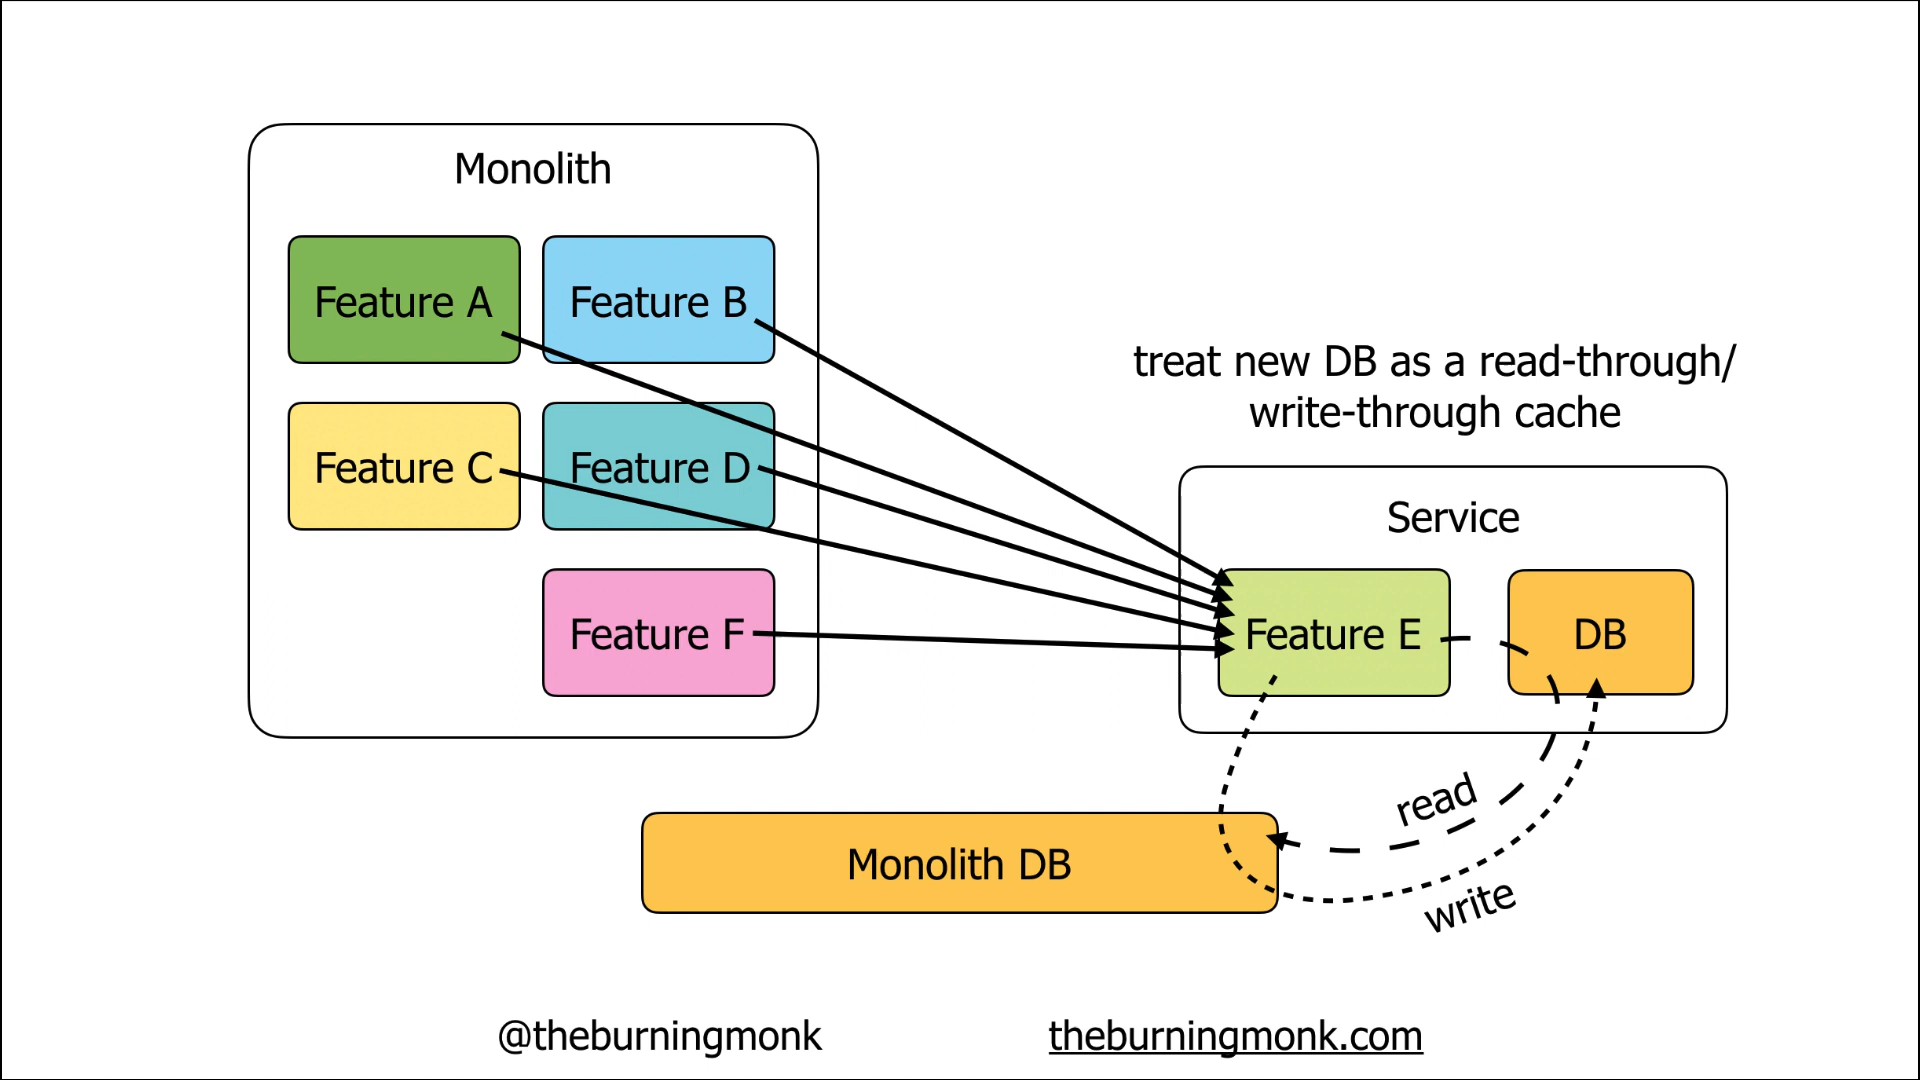 Monolith
Feature A
Feature B
Feature C
Feature D
Feature F
treat new DB as a read-through/
write-through cache
Service
Feature E
DB
read
write
Monolith DB
@theburningmonk
theburningmonk.com